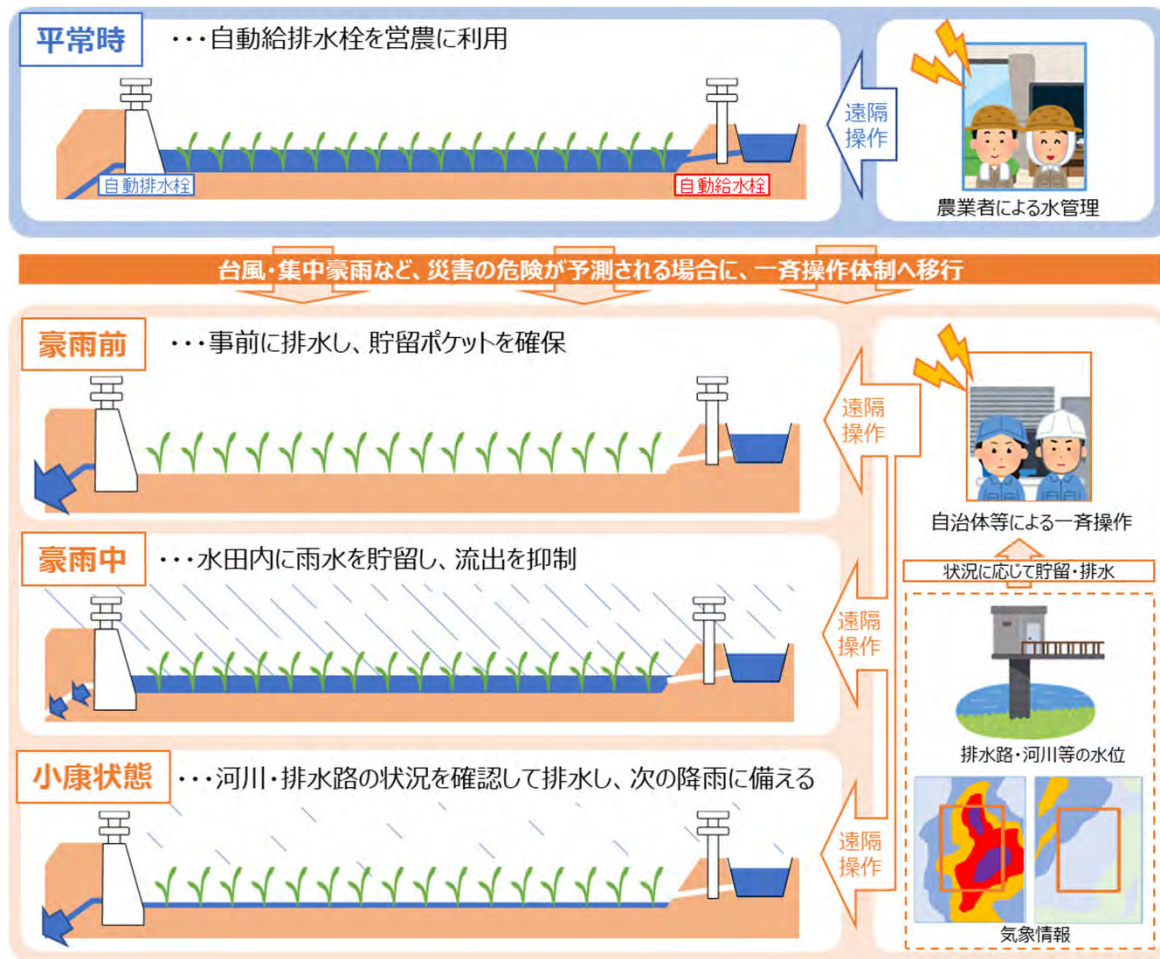 平常時
・・・自動給排水栓を営農に利用
自動排水栓
自動給水栓
遠隔
操作
農業者による水管理
台風・集中豪雨など、災害の危険が予測される場合に、一斉操作体制へ移行
豪雨前
・・・事前に排水し、貯留ポケットを確保
遠隔
操作
自治体等による一斉操作
豪雨中
・・・水田内に雨水を貯留し、流出を抑制
遠隔
操作
状況に応じて貯留・排水
排水路・河川等の水位
小康状態
・・・河川・排水路の状況を確認して排水し、次の降雨に備える
遠隔
操作
気象情報